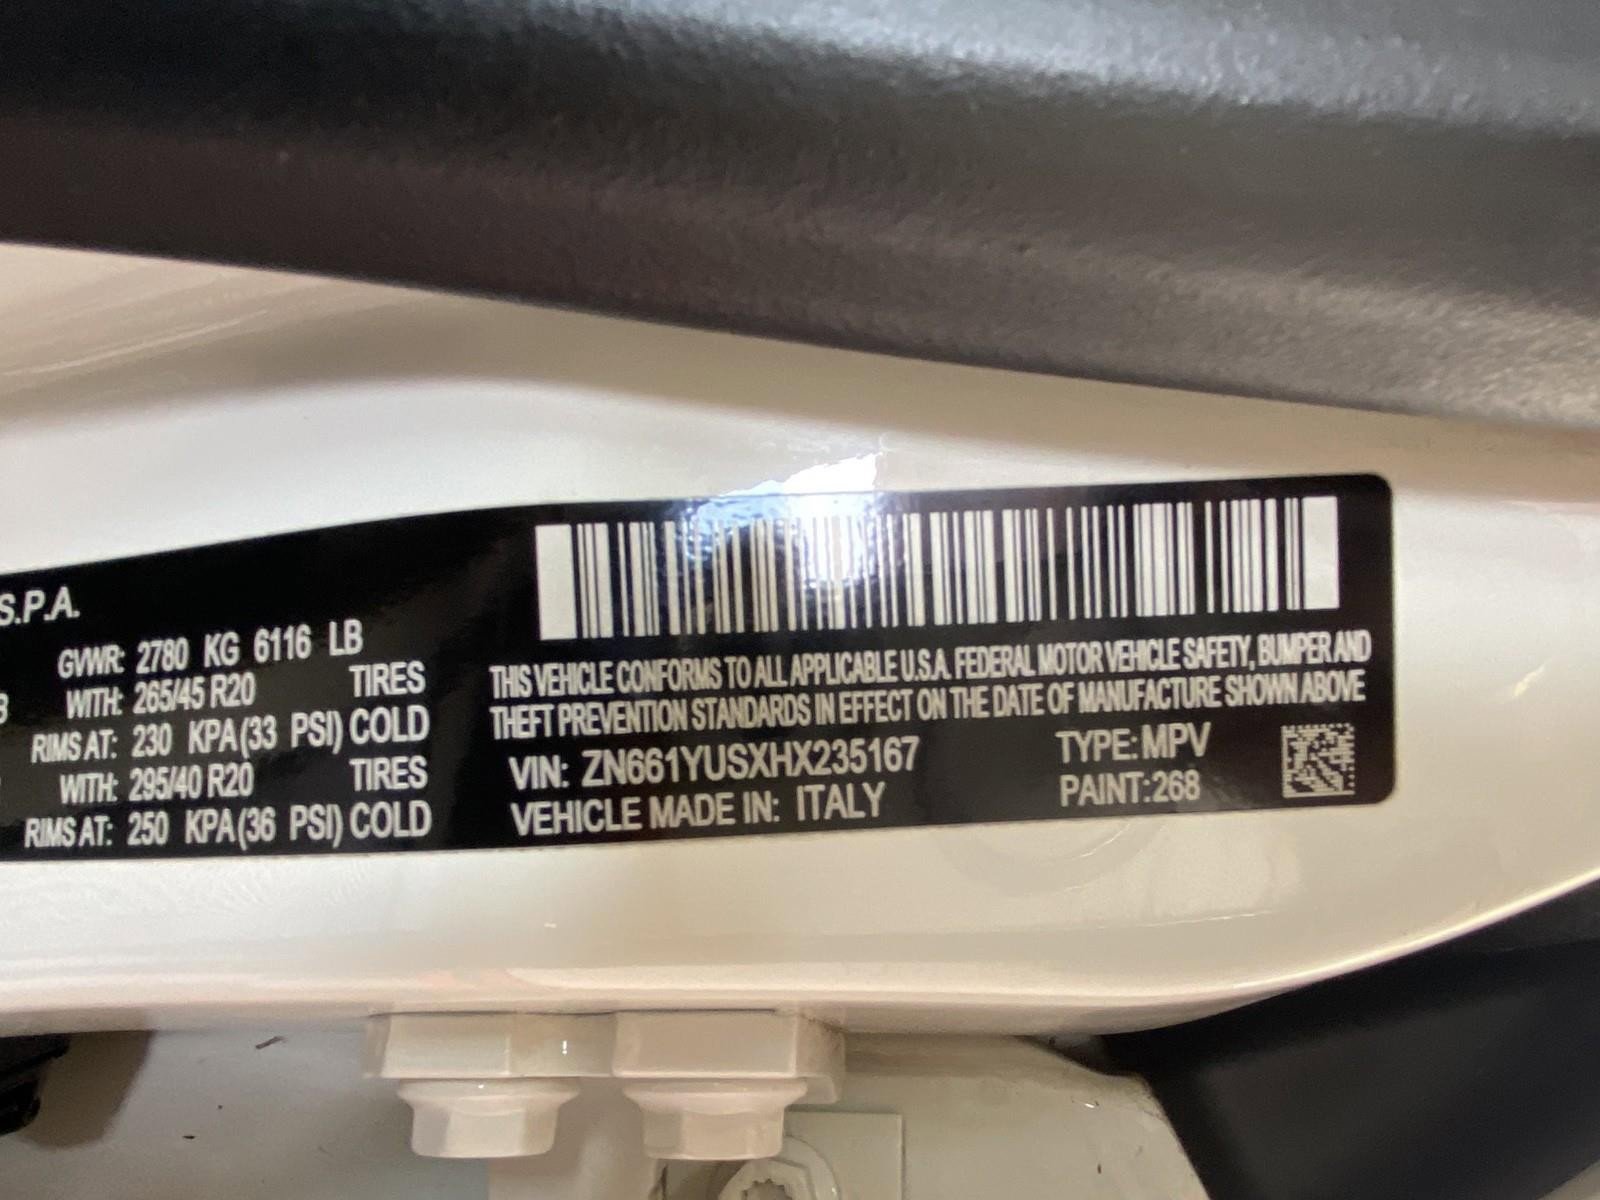 S.P.A.
GVWR: 2780 KG 6116 LB
WITH: 265/45 R20 TIRES
RIMS AT: 230 KPA(33 PSI) COLD
WITH: 295/40 R20 TIRES
RIMS AT: 250 KPA(36 PSI) COLD
THIS VEHICLE CONFORMS TO ALL APPLICABLE U.S.A. FEDERAL MOTOR VEHICLE SAFETY, BUMPER AND
THEFT PREVENTION STANDARDS IN EFFECT ON THE DATE OF MANUFACTURE SHOWN ABOVE
VIN: ZN661YUSXHX235167 TYPE: MPV
VEHICLE MADE IN: ITALY PAINT:268